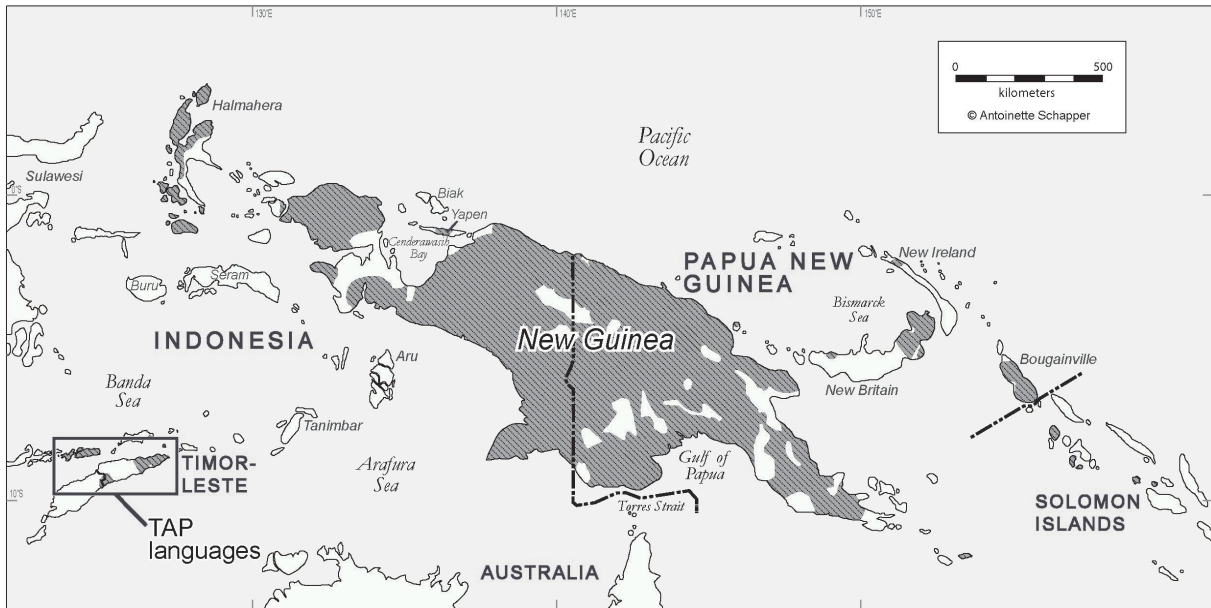 130°E
140°E
150°E
0
500
kilometers
© Antoinette Schapper
Halmahera
Pacific
Ocean
Sulawesi
0°S
Biak
Yapen
Cenderawasih
Bay
New Ireland
PAPUA NEW
GUINEA
Seram
Buru
Bismarck
Sea
INDONESIA
New Guinea
Aru
Bougainville
Banda
Sea
New Britain
Tanimbar
TIMOR-
LESTE
Arafura
Sea
Gulf of
Papua
10°S
Torres Strait
SOLOMON
ISLANDS
TAP
languages
AUSTRALIA